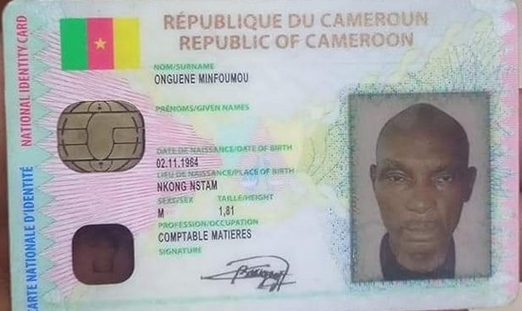 RÉPUBLIQUE DU CAMEROUN
REPUBLIC OF CAMEROON
NATIONAL IDENTITY CARD
CARTE NATIONALE D'IDENTITÉ
NOM/SURNAME
ONGUENE MINFOUMOU
PRÉNOMS/GIVEN NAMES
DATE DE NAISSANCE/DATE OF BIRTH
02.11.1964
LIEU DE NAISSANCE/PLACE OF BIRTH
NKONG NSTAM
SEXE/SEX TAILLE/HEIGHT
M 1,81
PROFESSION/OCCUPATION
COMPTABLE MATIERES
SIGNATURE